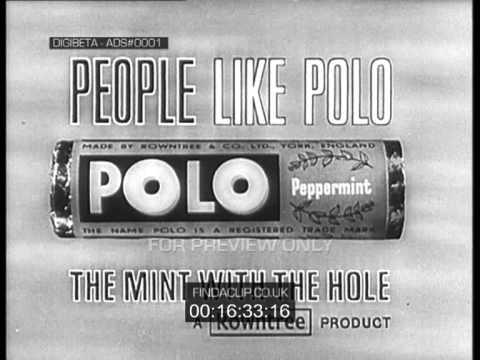 DIGIBETA - ADS#0001
PEOPLE LIKE POLO
MADE BY ROWNTREE & CO., LTD., YORK, ENGLAND
POLO
Peppermint
THE NAME POLO IS A REGISTERED TRADE MARK
FOR PREVIEW ONLY
THE MINT WITH THE HOLE
FINDACLIP.CO.UK
00:16:33:16
A Rowntree PRODUCT